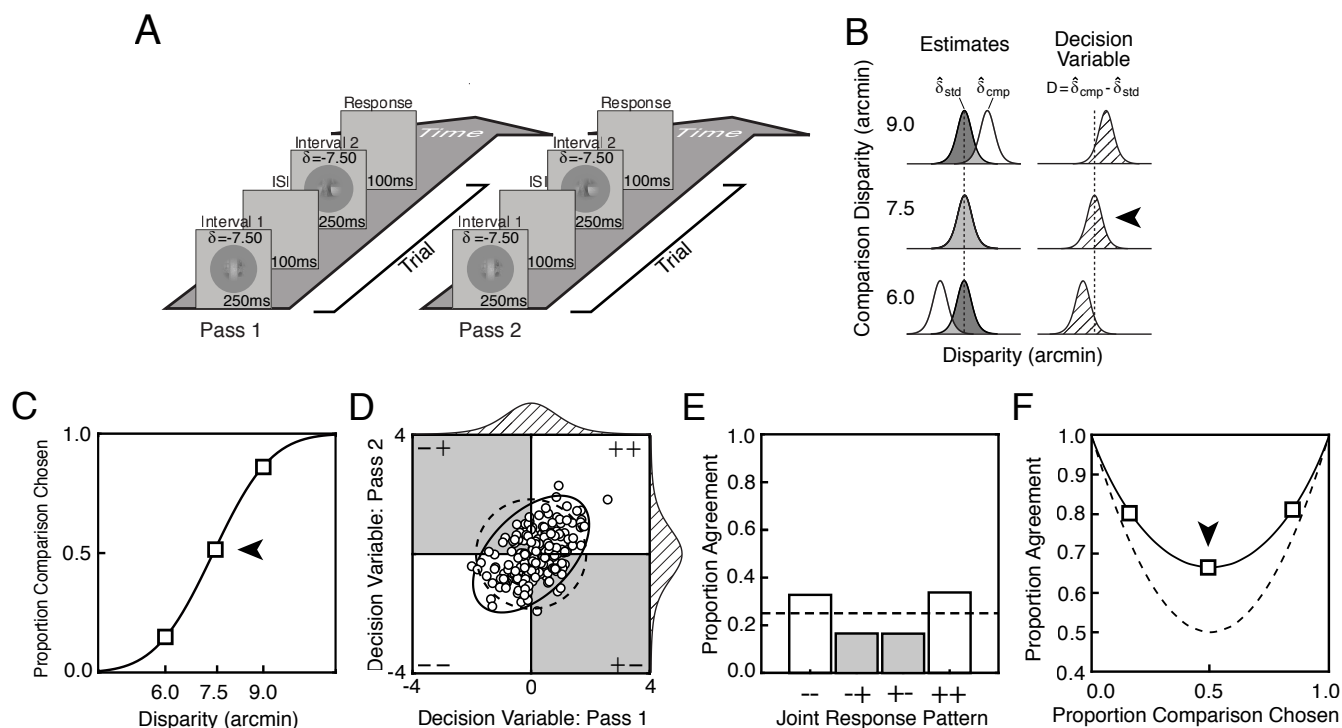 A
Response
Time
Interval 2
δ=-7.50
100ms
ISI
250ms
Interval 1
δ=-7.50
100ms
250ms
Trial
Pass 1
Response
Time
Interval 2
δ=-7.50
100ms
ISI
250ms
Interval 1
δ=-7.50
100ms
250ms
Trial
Pass 2
B
Estimates
Decision
Variable
δ̂std
δ̂cmp
D=δ̂cmp-δ̂std
Comparison Disparity (arcmin)
9.0
7.5
6.0
Disparity (arcmin)
C
Proportion Comparison Chosen
1.0
0.5
0.0
6.0 7.5 9.0
Disparity (arcmin)
D
Decision Variable: Pass 2
4
-4
-+
++
--
+-
-4 0 4
Decision Variable: Pass 1
E
Proportion Agreement
1.0
0.8
0.6
0.4
0.2
0.0
-- -+ +- ++
Joint Response Pattern
F
Proportion Agreement
1.0
0.9
0.8
0.7
0.6
0.5
0.4
0.0 0.5 1.0
Proportion Comparison Chosen